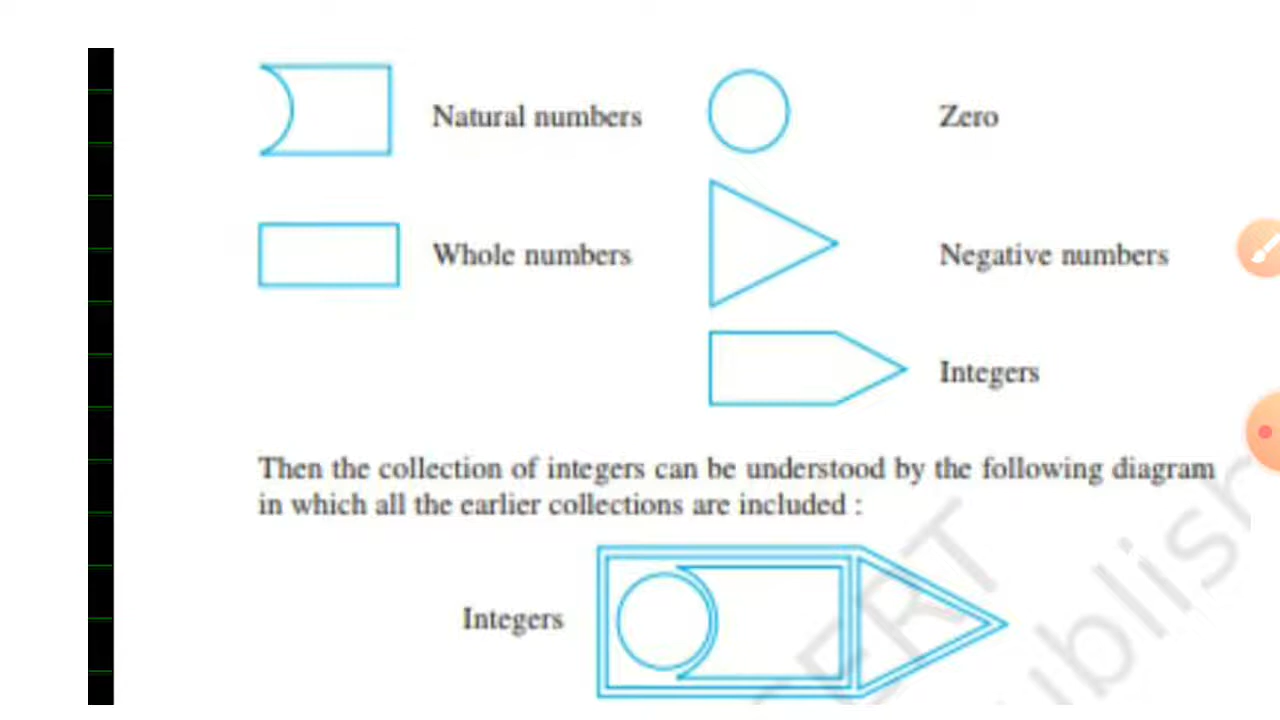 Natural numbers
Zero
Whole numbers
Negative numbers
Integers
Then the collection of integers can be understood by the following diagram
in which all the earlier collections are included :
Integers